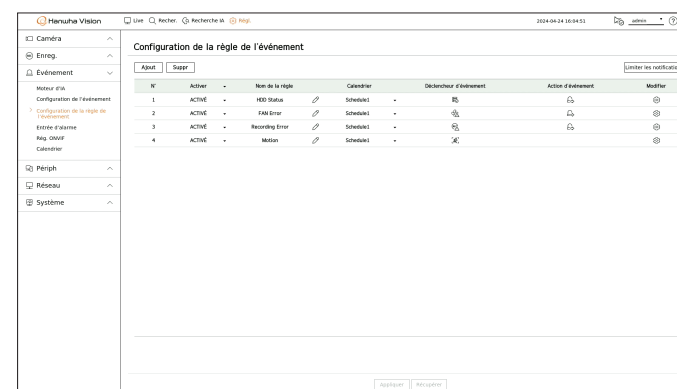 Hanwha Vision
Live Recher. Recherche IA Régl.
2024-04-24 16:04:51 admin
Caméra
Enreg.
Événement
Moteur d'IA
Configuration de l'événement
Configuration de la règle de
l'événement
Entrée d'alarme
Rég. ONVIF
Calendrier
Périph
Réseau
Système
Configuration de la règle de l'événement
Ajout Suppr
Limiter les notificatio
N° Activer Nom de la règle Calendrier Déclencheur d'événement Action d'événement Modifier
1 ACTIVÉ HDD Status Schedule1
2 ACTIVÉ FAN Error Schedule1
3 ACTIVÉ Recording Error Schedule1
4 ACTIVÉ Motion Schedule1
Appliquer Récupérer